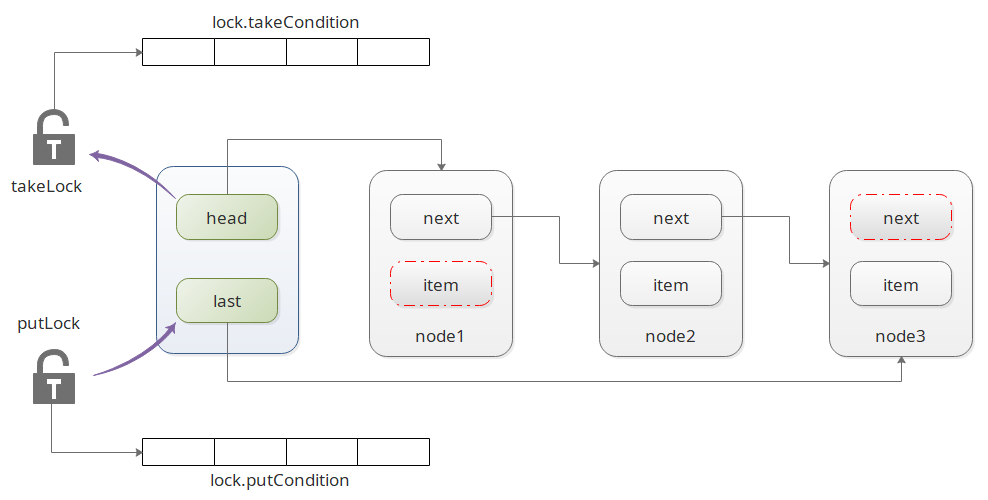 lock.takeCondition
T
takeLock
head
next
next
next
last
item
item
item
putLock
node1
node2
node3
T
lock.putCondition